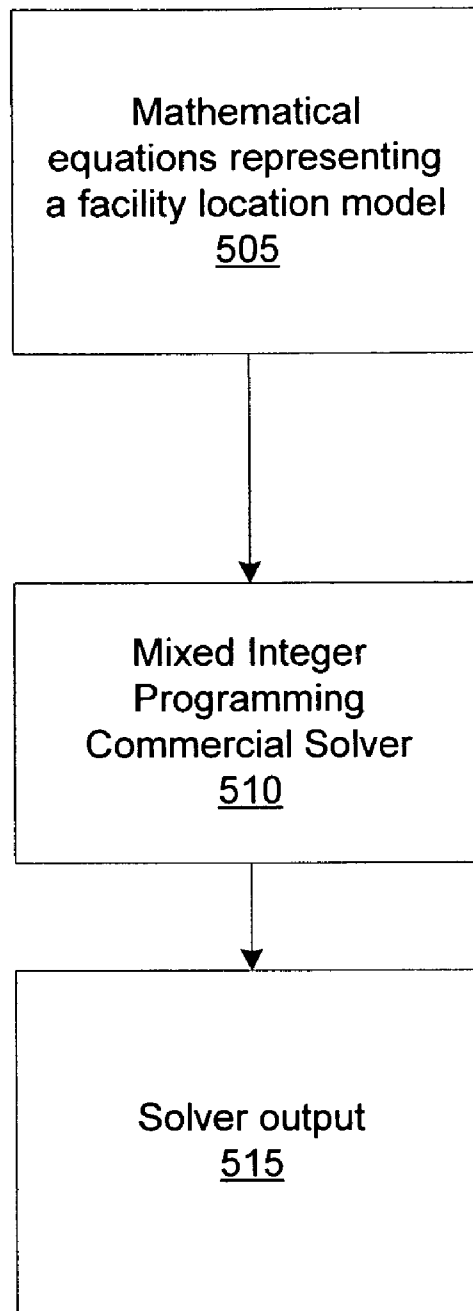 Mathematical
equations representing
a facility location model
505
Mixed Integer
Programming
Commercial Solver
510
Solver output
515